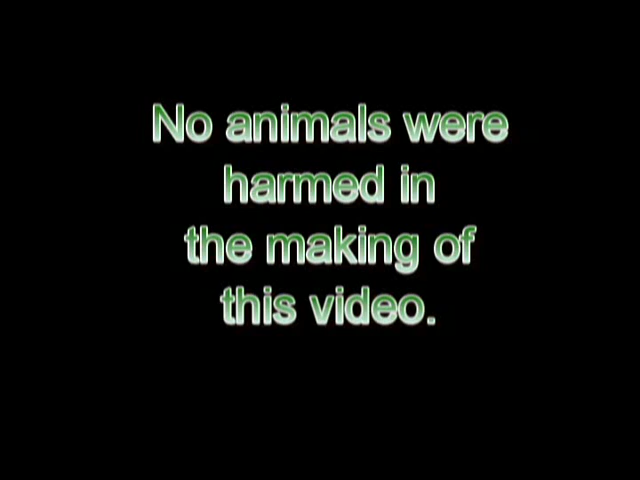 No animals were
harmed in
the making of
this video.